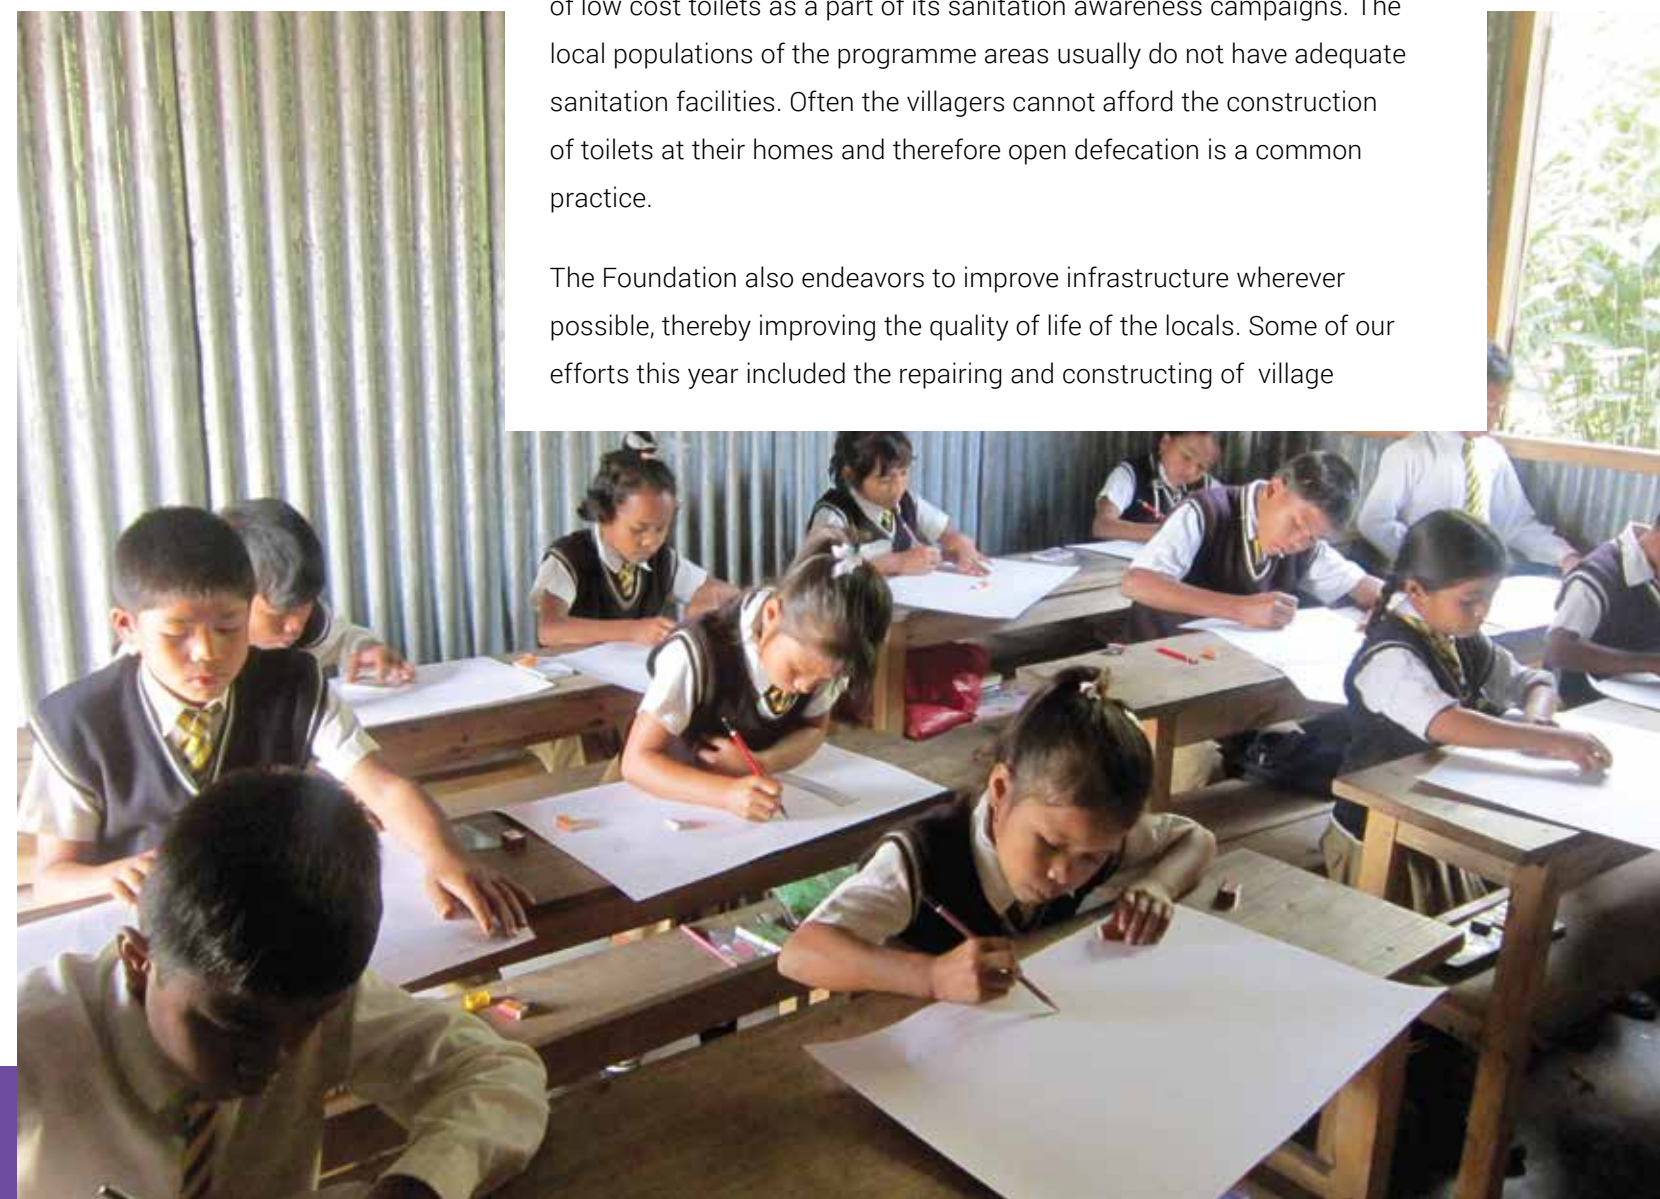 of low cost toilets as a part of its sanitation awareness campaigns. The
local populations of the programme areas usually do not have adequate
sanitation facilities. Often the villagers cannot afford the construction
of toilets at their homes and therefore open defecation is a common
practice.
The Foundation also endeavors to improve infrastructure wherever
possible, thereby improving the quality of life of the locals. Some of our
efforts this year included the repairing and constructing of  village